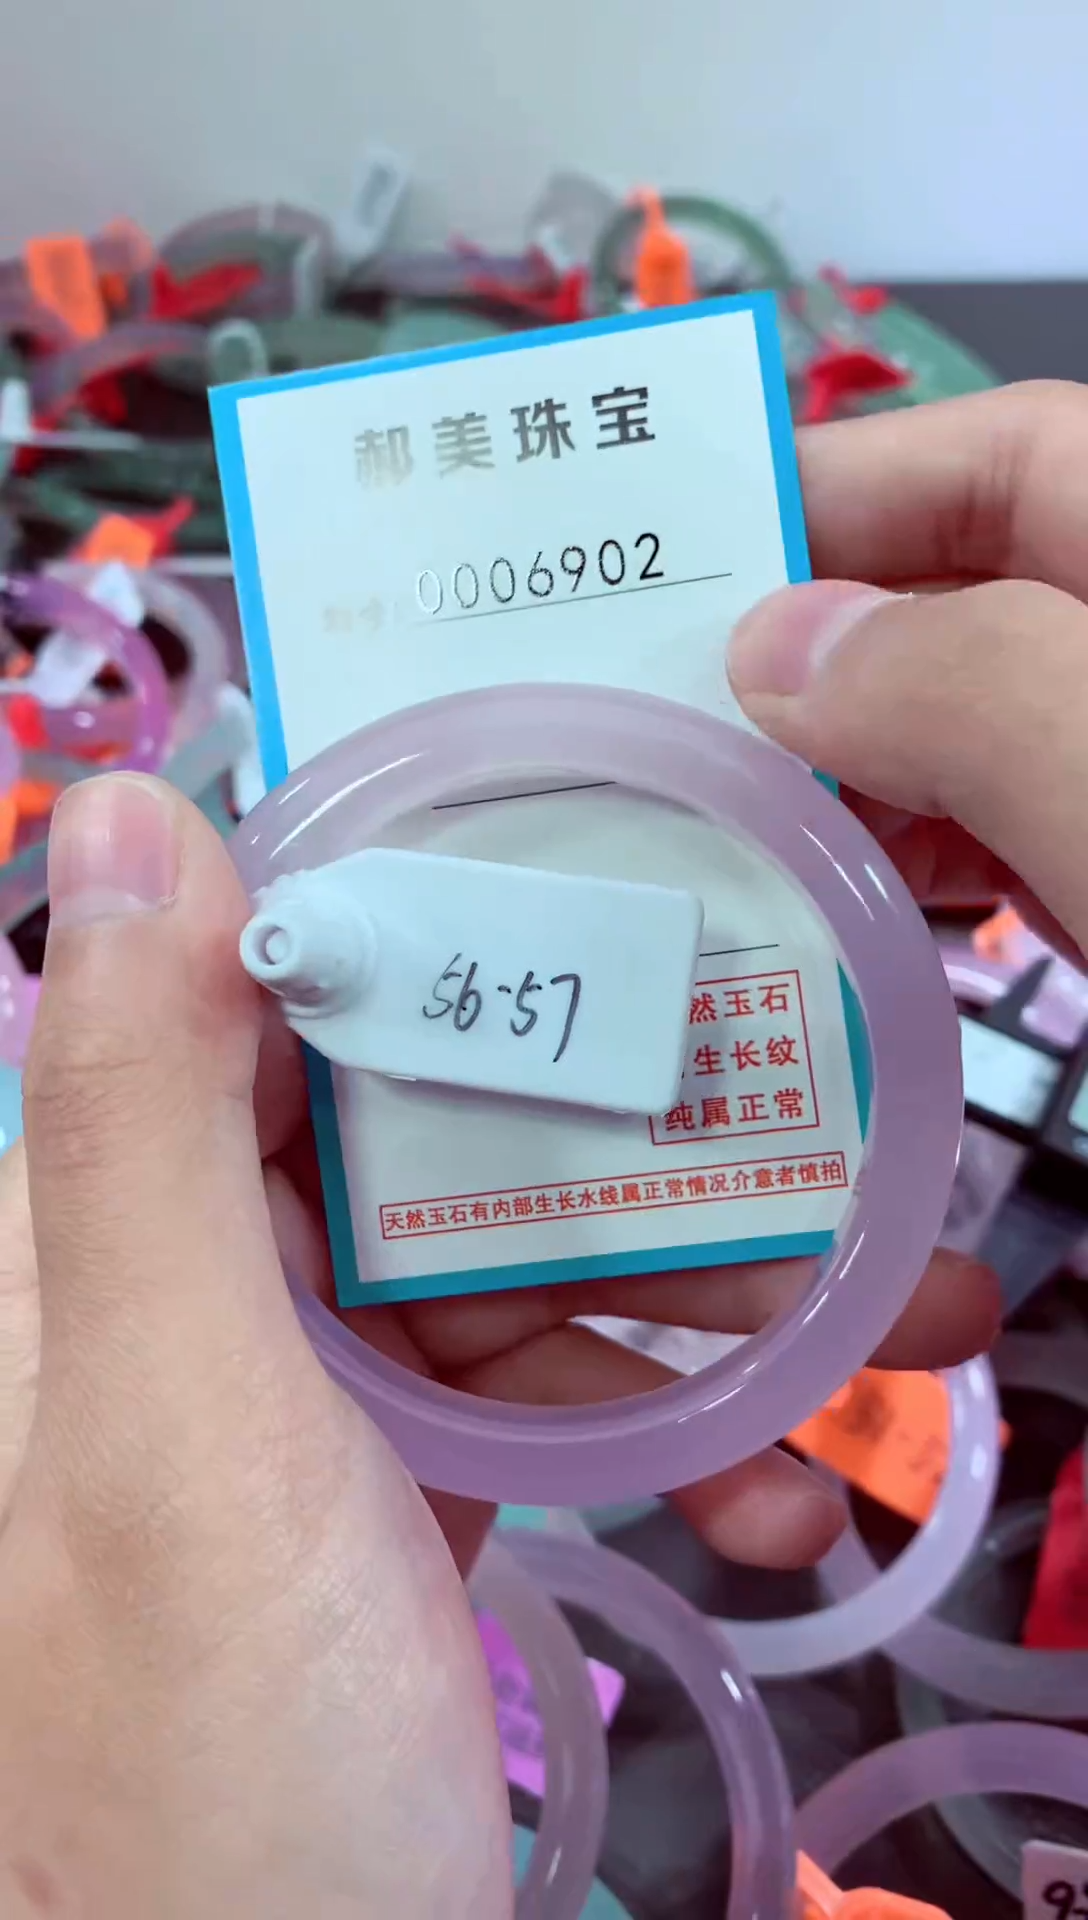 郝美珠宝
0006902
56-57
然玉石
生长纹
纯属正常
天然玉石有内部生长水线属正常情况介意者慎拍